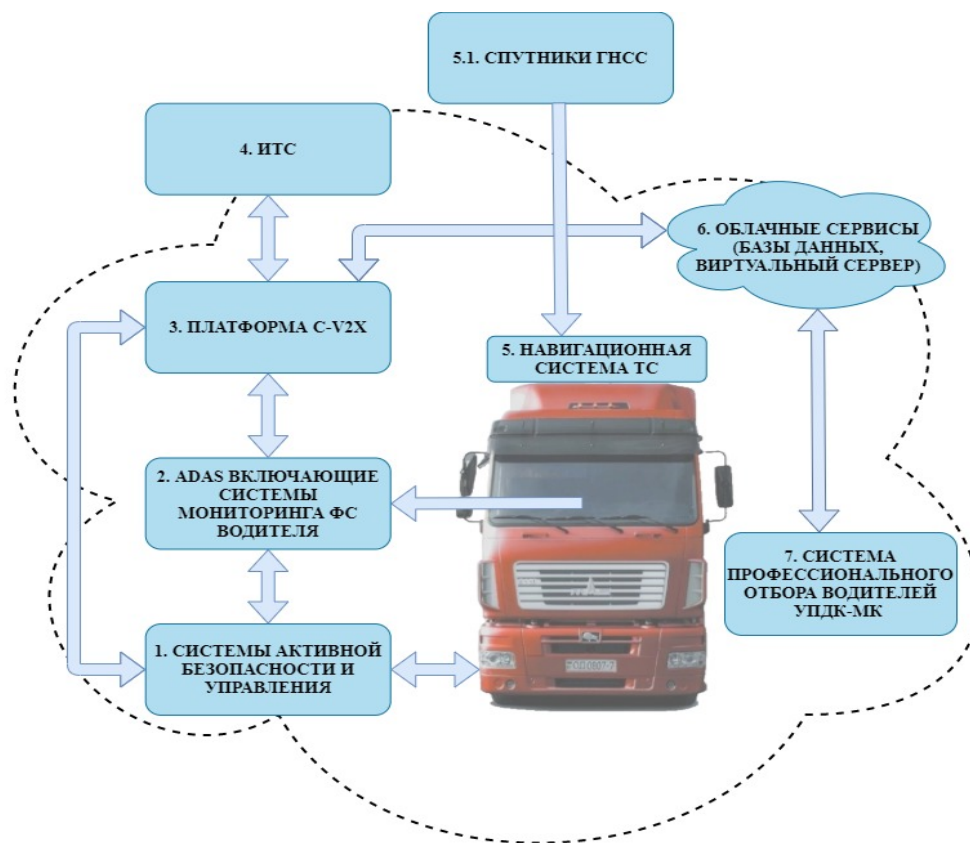 5.1. СПУТНИКИ ГНСС
4. ИТС
6. ОБЛАЧНЫЕ СЕРВИСЫ
(БАЗЫ ДАННЫХ,
ВИРТУАЛЬНЫЙ СЕРВЕР)
3. ПЛАТФОРМА C-V2X
5. НАВИГАЦИОННАЯ
СИСТЕМА ТС
2. ADAS ВКЛЮЧАЮЩИЕ
СИСТЕМЫ
МОНИТОРИНГА ФС
ВОДИТЕЛЯ
7. СИСТЕМА
ПРОФЕССИОНАЛЬНОГО
ОТБОРА ВОДИТЕЛЕЙ
УПДК-МК
1. СИСТЕМЫ АКТИВНОЙ
БЕЗОПАСНОСТИ И
УПРАВЛЕНИЯ